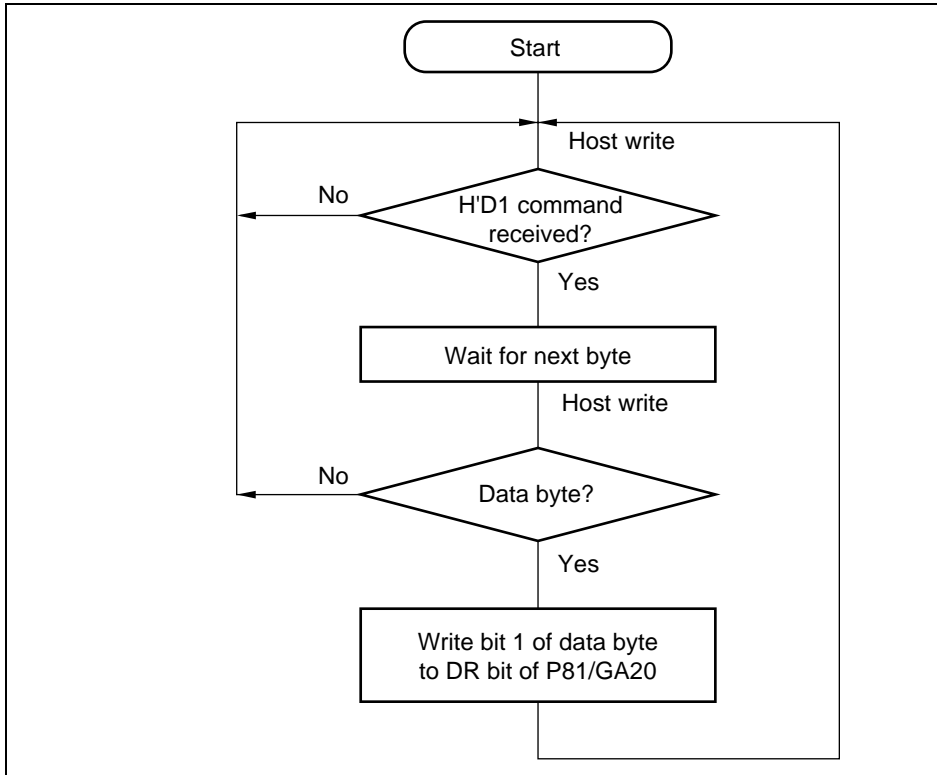 Start
Host write
No
H'D1 command
received?
Yes
Wait for next byte
Host write
No
Data byte?
Yes
Write bit 1 of data byte
to DR bit of P81/GA20